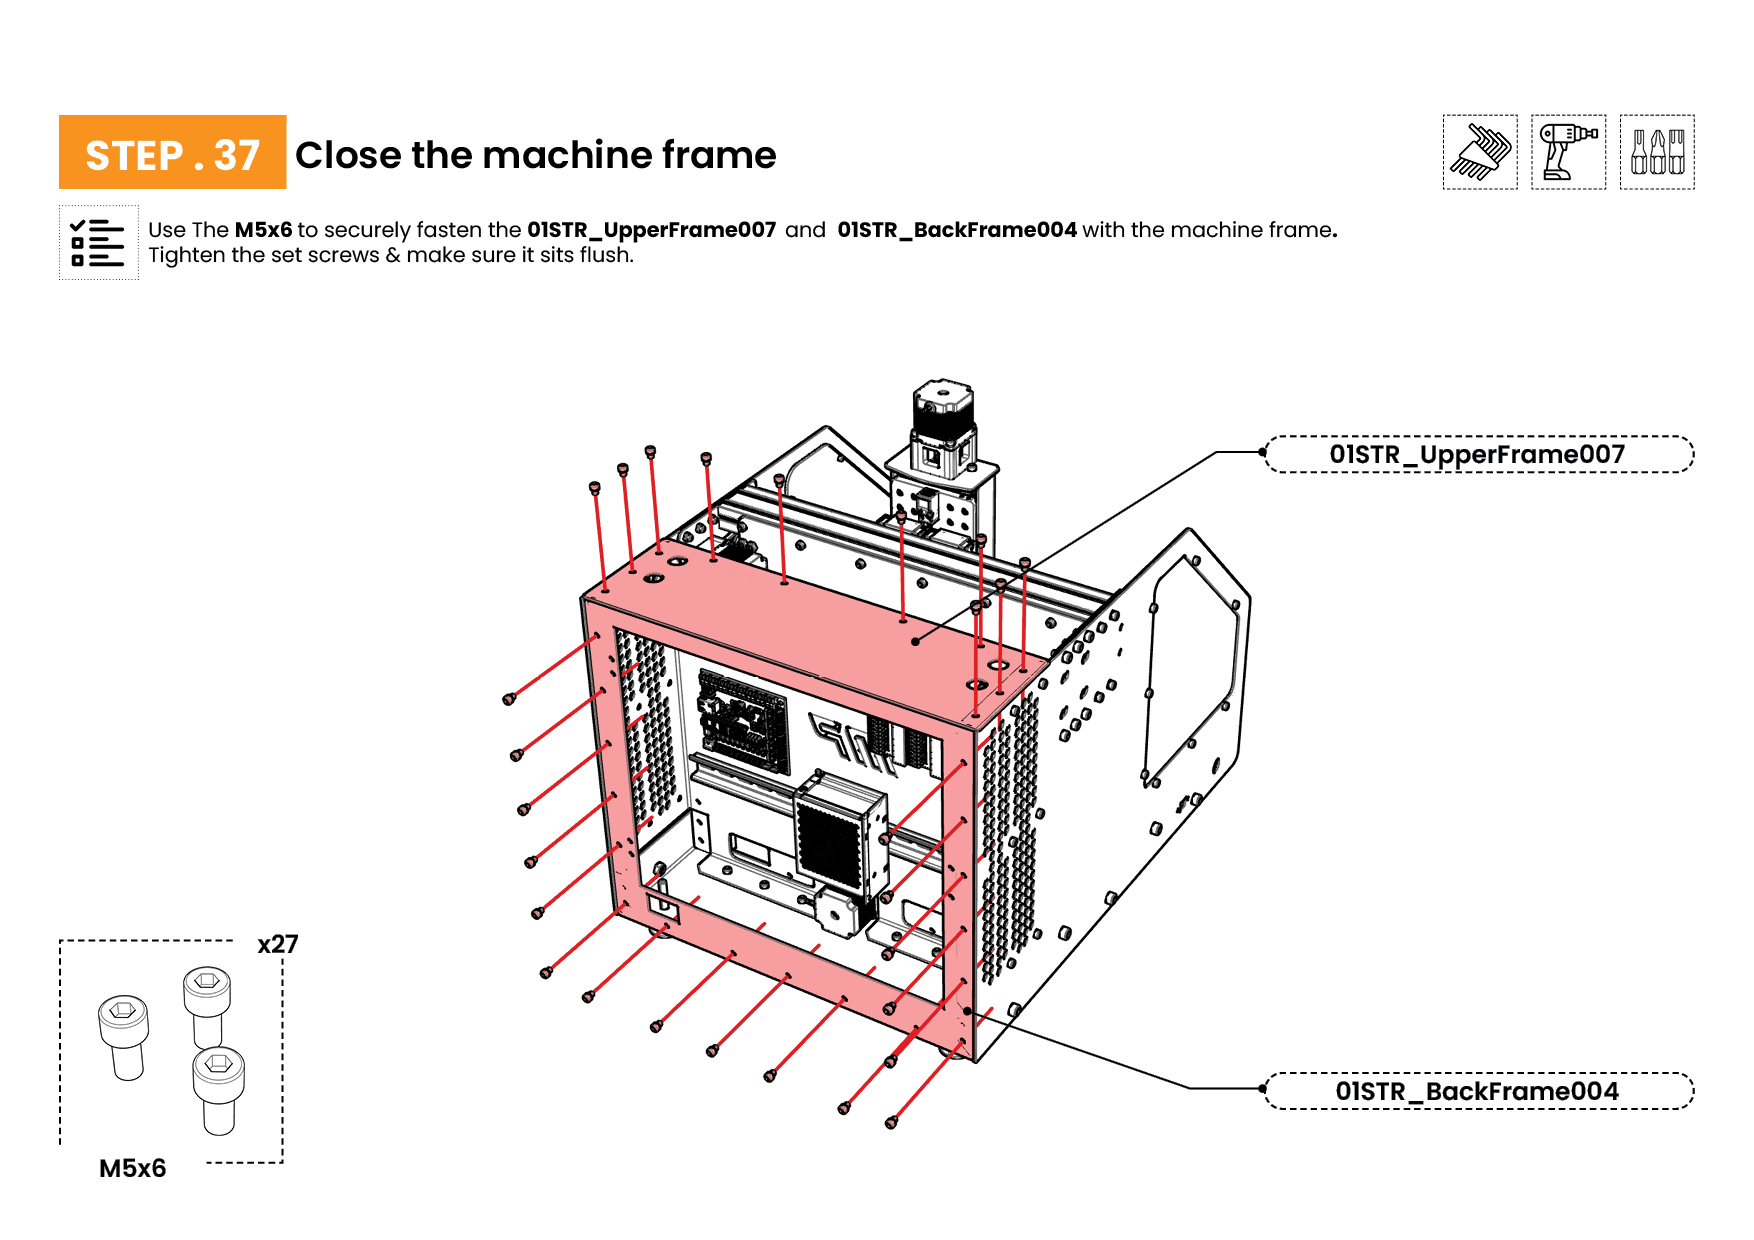 STEP . 37 Close the machine frame
Use The M5x6 to securely fasten the 01STR_UpperFrame007 and 01STR_BackFrame004 with the machine frame.
Tighten the set screws & make sure it sits flush.
01STR_UpperFrame007
x27
01STR_BackFrame004
M5x6